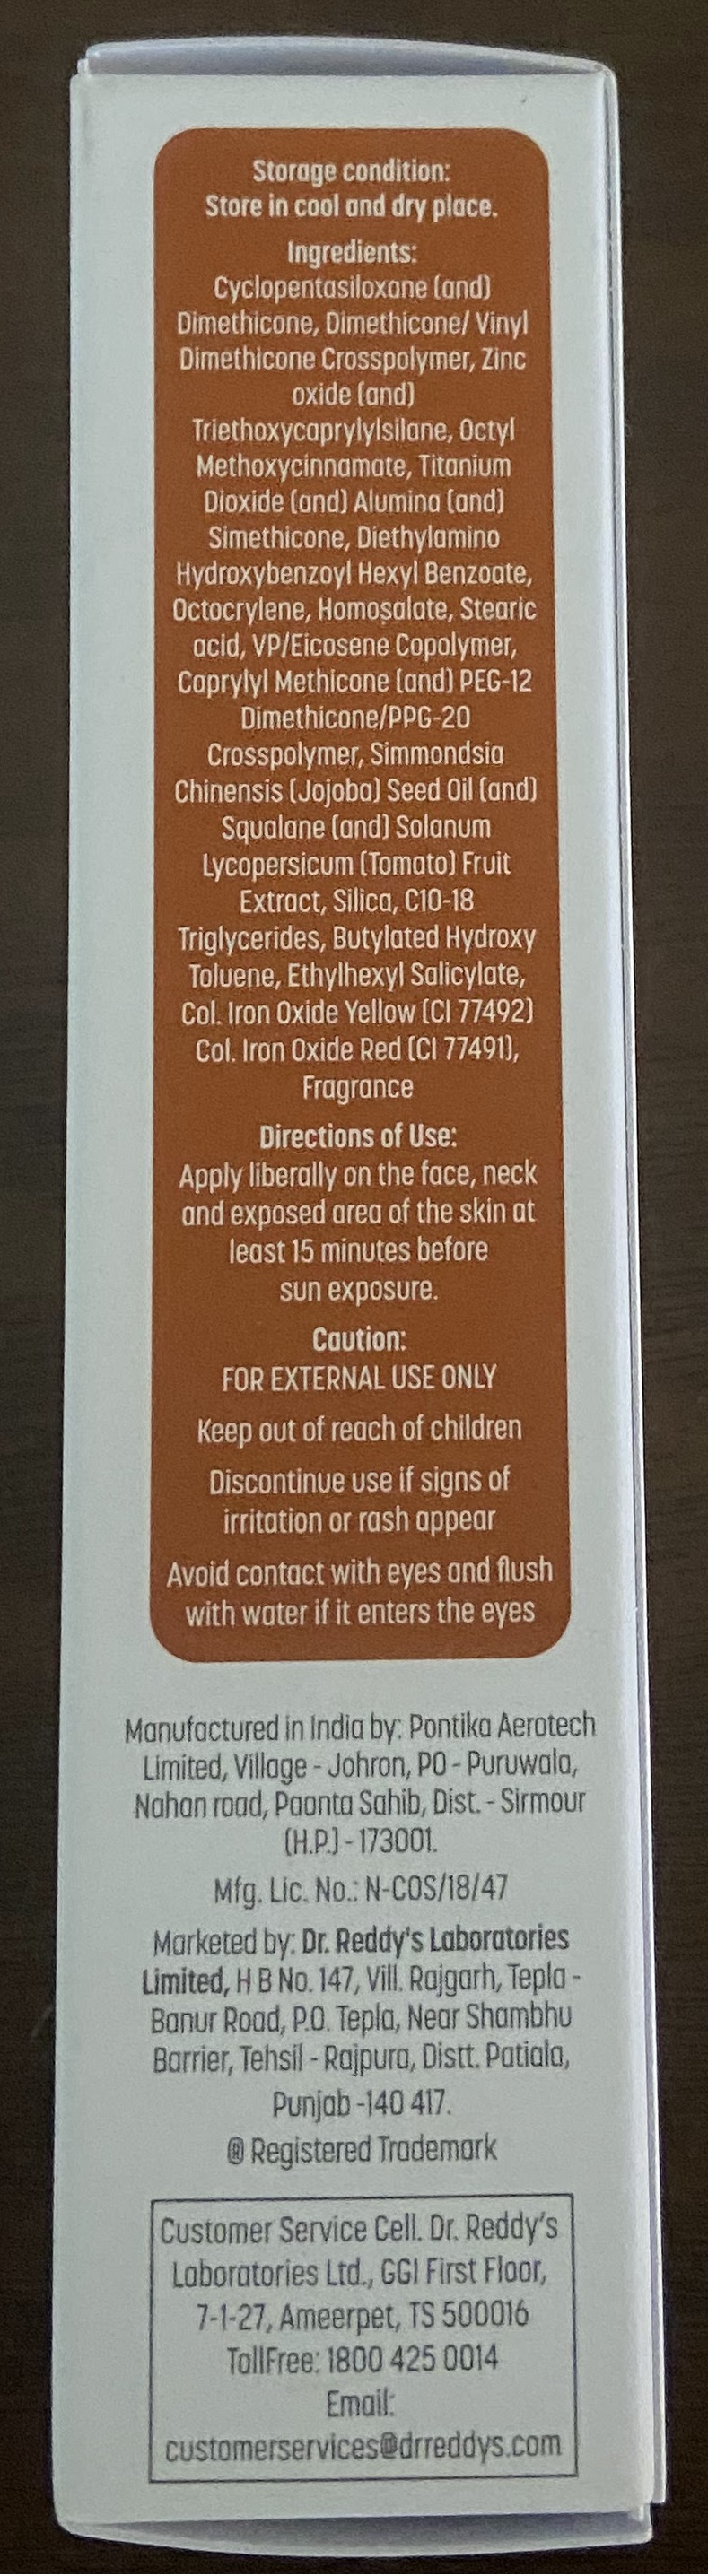 Storage condition:
Store in cool and dry place.
Ingredients:
Cyclopentasiloxane (and)
Dimethicone, Dimethicone/ Vinyl
Dimethicone Crosspolymer, Zinc
oxide (and)
Triethoxycaprylylsilane, Octyl
Methoxycinnamate, Titanium
Dioxide (and) Alumina (and)
Simethicone, Diethylamino
Hydroxybenzoyl Hexyl Benzoate,
Octocrylene, Homosalate, Stearic
acid, VP/Eicosene Copolymer,
Caprylyl Methicone (and) PEG-12
Dimethicone/PPG-20
Crosspolymer, Simmondsia
Chinensis (Jojoba) Seed Oil (and)
Squalane (and) Solanum
Lycopersicum (Tomato) Fruit
Extract, Silica, C10-18
Triglycerides, Butylated Hydroxy
Toluene, Ethylhexyl Salicylate,
Col. Iron Oxide Yellow (CI 77492)
Col. Iron Oxide Red (CI 77491),
Fragrance
Directions of Use:
Apply liberally on the face, neck
and exposed area of the skin at
least 15 minutes before
sun exposure.
Caution:
FOR EXTERNAL USE ONLY
Keep out of reach of children
Discontinue use if signs of
irritation or rash appear
Avoid contact with eyes and flush
with water if it enters the eyes
Manufactured in India by: Pontika Aerotech
Limited, Village - Johron, PO - Puruwala,
Nahan road, Paonta Sahib, Dist. - Sirmour
(H.P.) - 173001.
Mfg. Lic. No.: N-COS/18/47
Marketed by: Dr. Reddy's Laboratories
Limited, H B No. 147, Vill. Rajgarh, Tepla -
Banur Road, P.O. Tepla, Near Shambhu
Barrier, Tehsil - Rajpura, Distt. Patiala,
Punjab -140 417.
® Registered Trademark
Customer Service Cell. Dr. Reddy's
Laboratories Ltd., GGI First Floor,
7-1-27, Ameerpet, TS 500016
TollFree: 1800 425 0014
Email:
customerservices@drreddys.com